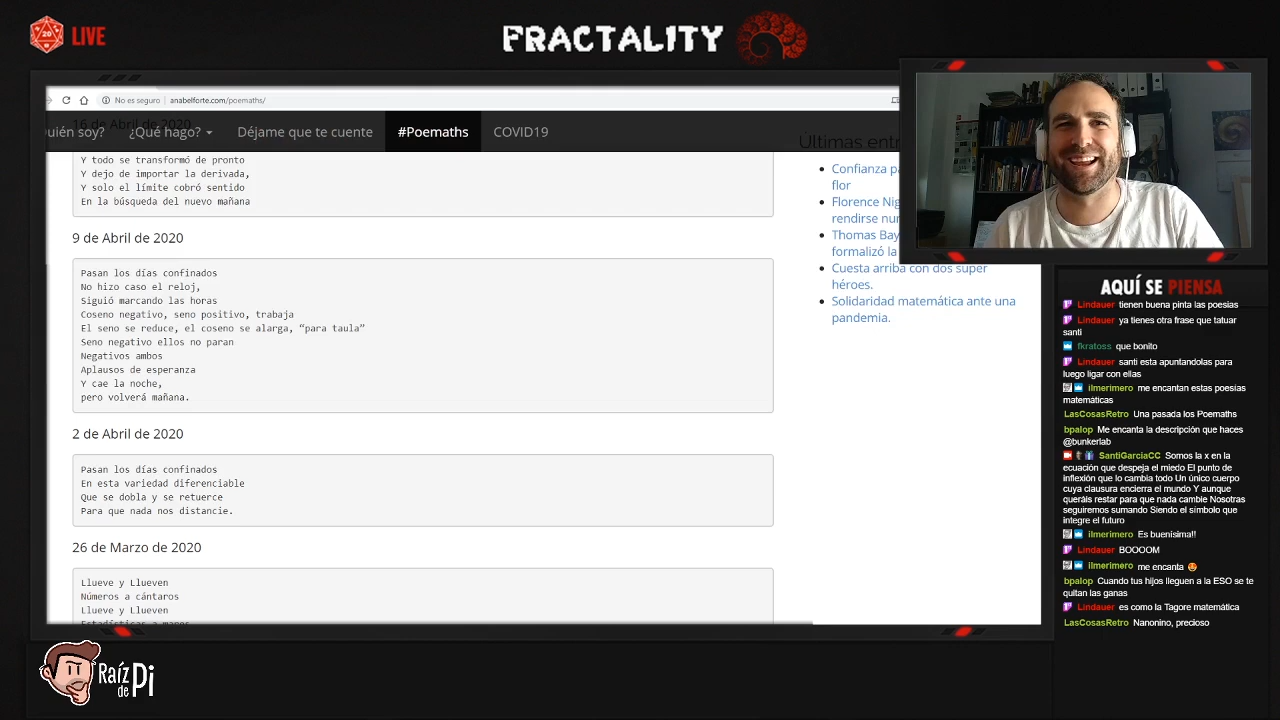 20
LIVE
FRACTALITY
No es seguro | anabelforte.com/poemaths/
16 de Abril de 2020
uién soy?
¿Qué hago?
Déjame que te cuente
#Poemaths
COVID19
Y todo se transformó de pronto
Y dejo de importar la derivada,
Y solo el límite cobró sentido
En la búsqueda del nuevo mañana
9 de Abril de 2020
Pasan los días confinados
No hizo caso el reloj,
Siguió marcando las horas
Coseno negativo, seno positivo, trabaja
El seno se reduce, el coseno se alarga, “para taula”
Seno negativo ellos no paran
Negativos ambos
Aplausos de esperanza
Y cae la noche,
pero volverá mañana.
2 de Abril de 2020
Pasan los días confinados
En esta variedad diferenciable
Que se dobla y se retuerce
Para que nada nos distancie.
26 de Marzo de 2020
Llueve y Llueven
Números a cántaros
Llueve y Llueven
Estadísticas a manos
Últimas entr
Confianza pa
flor
Florence Nig
rendirse nun
Thomas Bay
formalizó la
Cuesta arriba con dos súper
héroes.
Solidaridad matemática ante una
pandemia.
AQUÍ SE PIENSA
Lindauer tienen buena pinta las poesias
Lindauer ya tienes otra frase que tatuar
santi
fkratoss que bonito
Lindauer santi esta apuntandolas para
luego ligar con ellas
ilmerimero me encantan estas poesías
matemáticas
LasCosasRetro Una pasada los Poemaths
bpalop Me encanta la descripción que haces
@bunkerlab
SantiGarciaCC Somos la x en la
ecuación que despeja el miedo El punto de
inflexión que lo cambia todo Un único cuerpo
cuya clausura encierra el mundo Y aunque
queráis restar para que nada cambie Nosotras
seguiremos sumando Siendo el símbolo que
integre el futuro
ilmerimero Es buenísima!!
Lindauer BOOOOM
ilmerimero me encanta 😍
bpalop Cuando tus hijos lleguen a la ESO se te
quitan las ganas
Lindauer es como la Tagore matemática
LasCosasRetro Nanonino, precioso
Raíz
de Pi